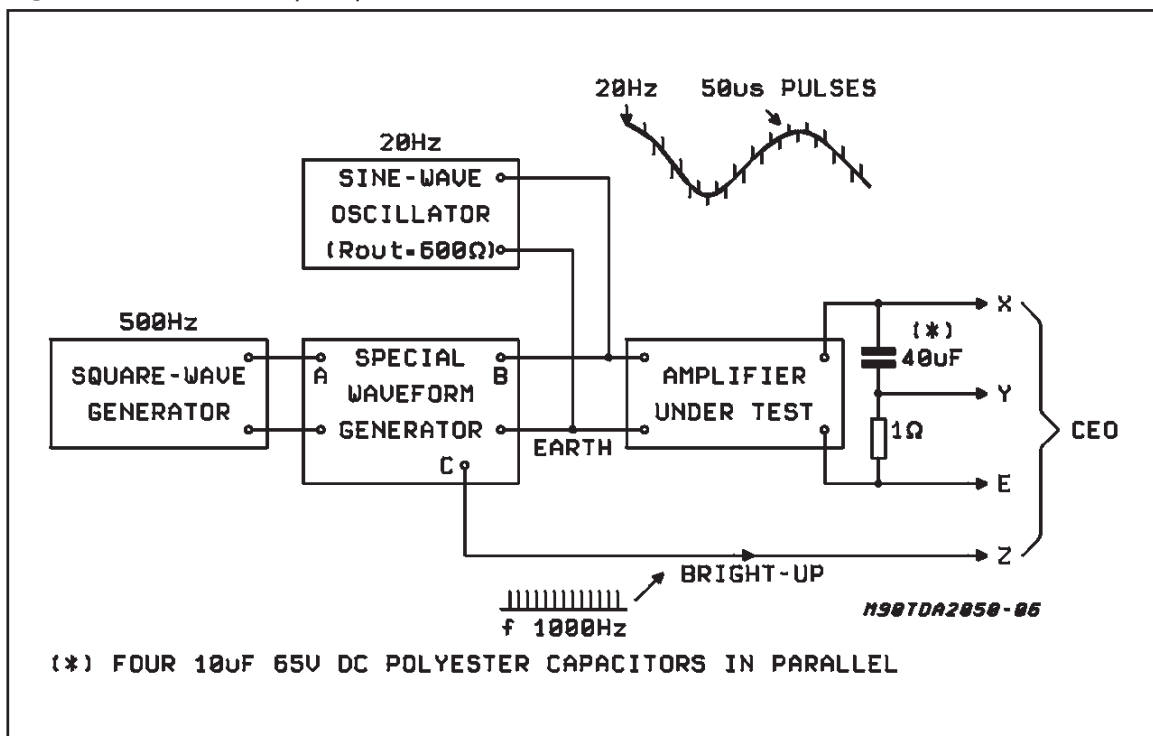 20Hz 50us PULSES
20Hz
SINE-WAVE
OSCILLATOR
(Rout=600Ω)
500Hz
SQUARE-WAVE
GENERATOR
A
SPECIAL
WAVEFORM
GENERATOR
B
C
EARTH
AMPLIFIER
UNDER TEST
(*)
40uF
1Ω
X
Y
E
Z
CEO
BRIGHT-UP
f 1000Hz
M90TDA2050-06
(*) FOUR 10uF 65V DC POLYESTER CAPACITORS IN PARALLEL